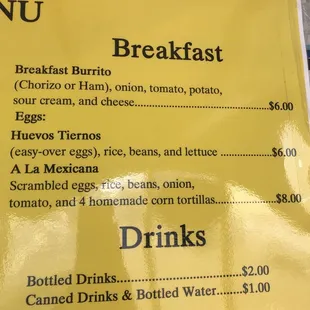 NU
Breakfast
Breakfast Burrito
(Chorizo or Ham), onion, tomato, potato,
sour cream, and cheese...............................$6.00
Eggs:
Huevos Tiernos
(easy-over eggs), rice, beans, and lettuce ............$6.00
A La Mexicana
Scrambled eggs, rice, beans, onion,
tomato, and 4 homemade corn tortillas..............$8.00
Drinks
Bottled Drinks............................$2.00
Canned Drinks & Bottled Water......$1.00